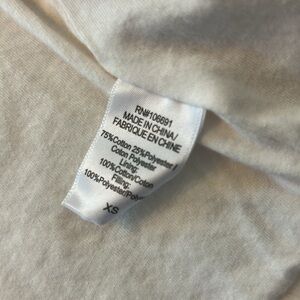 RN#106691
MADE IN CHINA/
FABRIQUE EN CHINE
75%Cotton 25%Polyester /
Coton Polyester
Lining:
100%Cotton/Coton
Filling:
100%Polyester/Polyester
XS